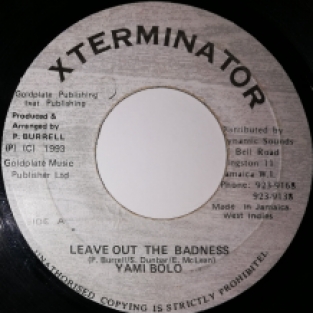 XTERMINATOR
Goldplate Publishing
Produced &
Arranged by
P. BURRELL
(P) (C) 1993
Goldplate Music
Publisher Ltd
Distributed by
Dynamic Sounds
Bell Road
Kingston 11,
Jamaica W.I.
Phone: 923-9168
923-9138
Made in Jamaica
West Indies
SIDE A
LEAVE OUT THE BADNESS
(P. Burrell/S. Dunbar/E. McLean)
YAMI BOLO
UNATHORISED COPYING IS STRICTLY PROHIBITED